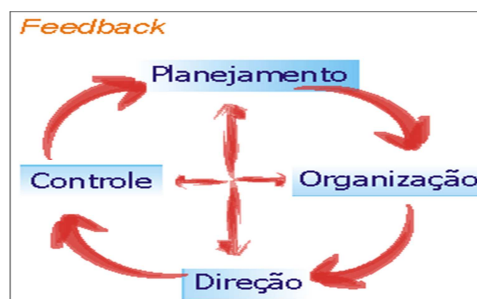 Feedback
Planejamento
Controle
Organização
Direção